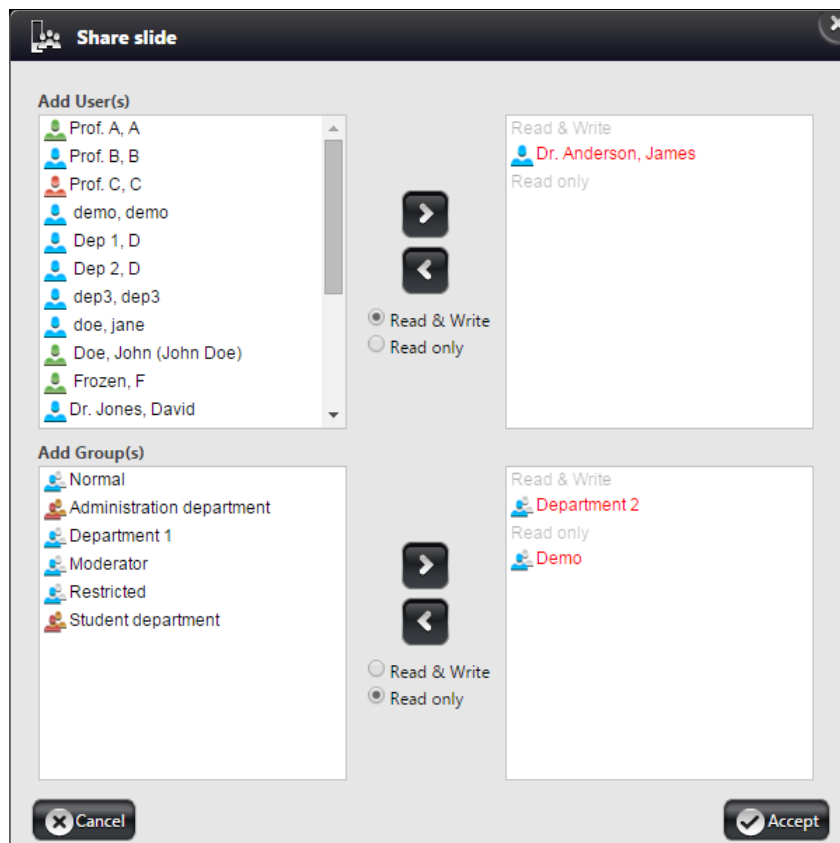 Share slide
Add User(s)
Prof. A, A
Prof. B, B
Prof. C, C
demo, demo
Dep 1, D
Dep 2, D
dep3, dep3
doe, jane
Doe, John (John Doe)
Frozen, F
Dr. Jones, David
Read & Write
Read only
Read & Write
Dr. Anderson, James
Read only
Add Group(s)
Normal
Administration department
Department 1
Moderator
Restricted
Student department
Read & Write
Read only
Read & Write
Department 2
Read only
Demo
Cancel
Accept